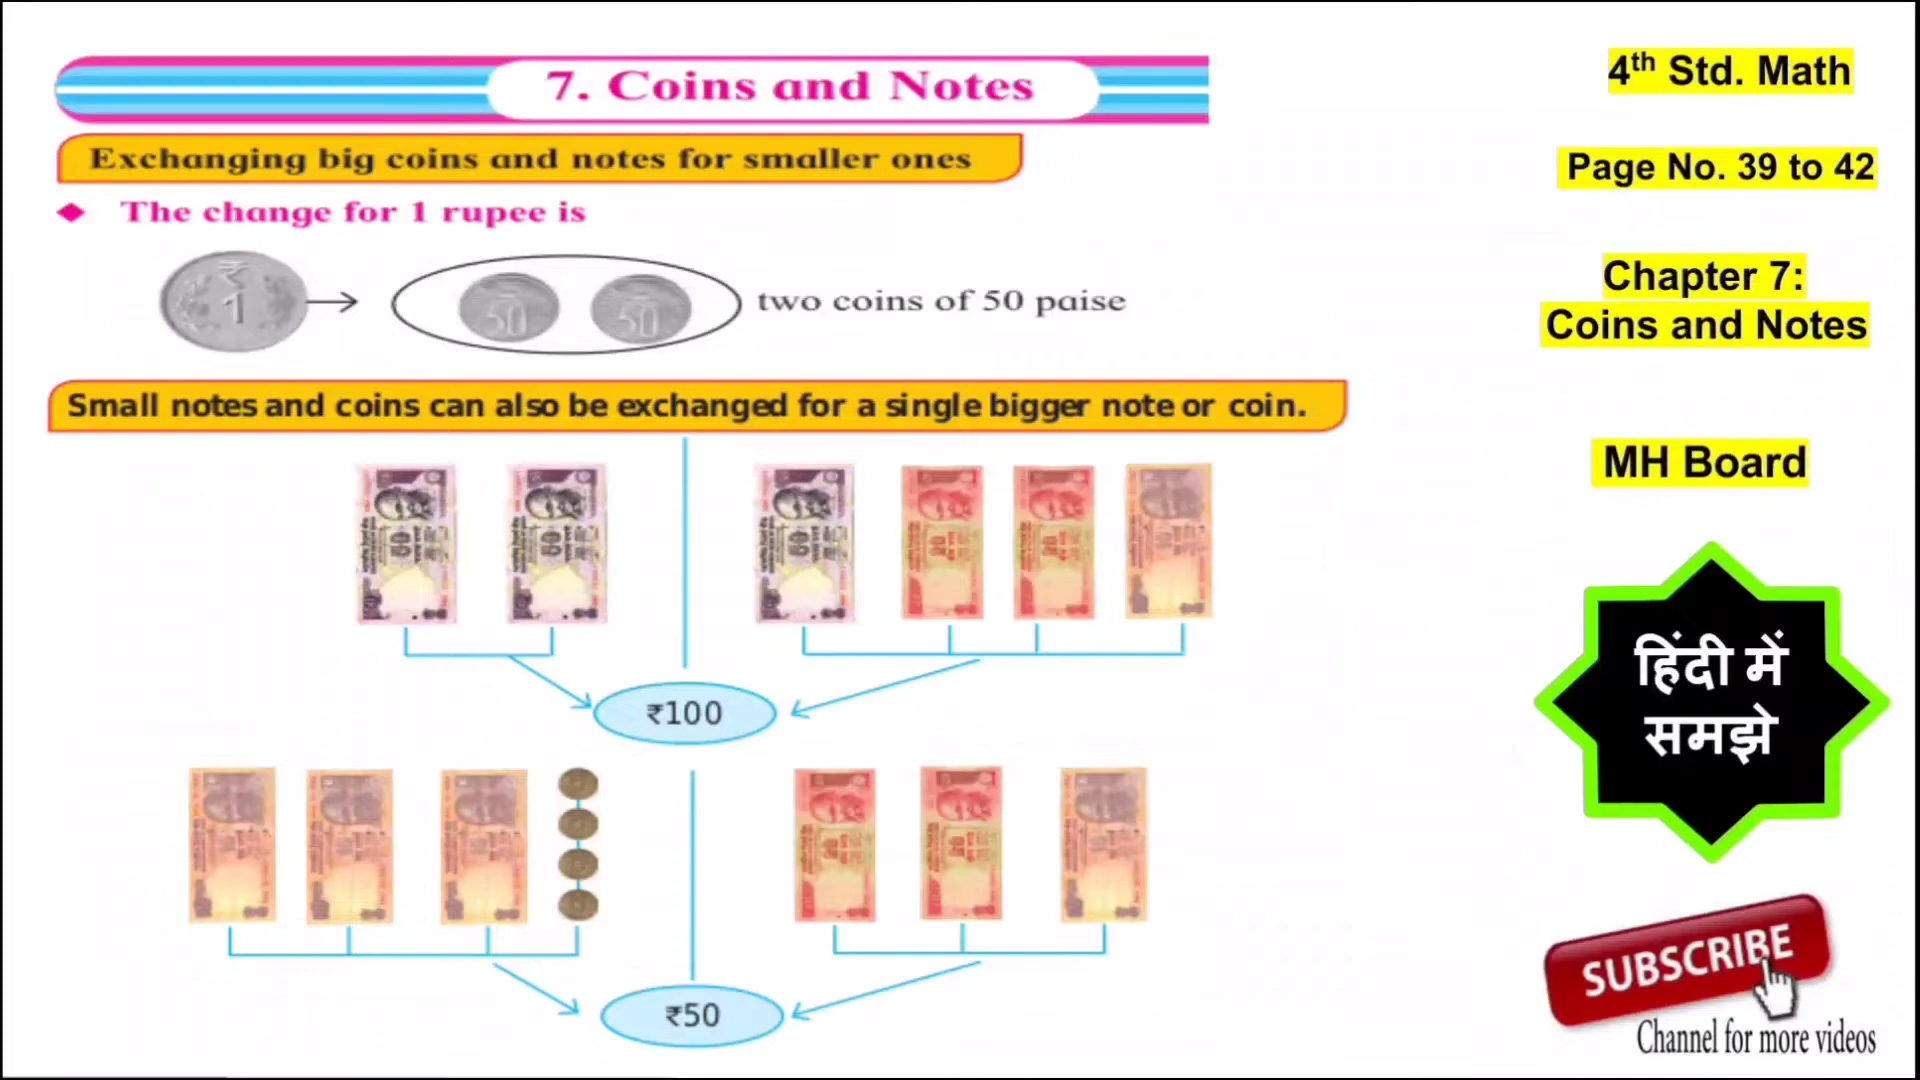 7. Coins and Notes
Exchanging big coins and notes for smaller ones
The change for 1 rupee is
₹
1
50
50
two coins of 50 paise
Small notes and coins can also be exchanged for a single bigger note or coin.
₹100
₹50
4th Std. Math
Page No. 39 to 42
Chapter 7:
Coins and Notes
MH Board
हिंदी में
समझे
SUBSCRIBE
Channel for more videos